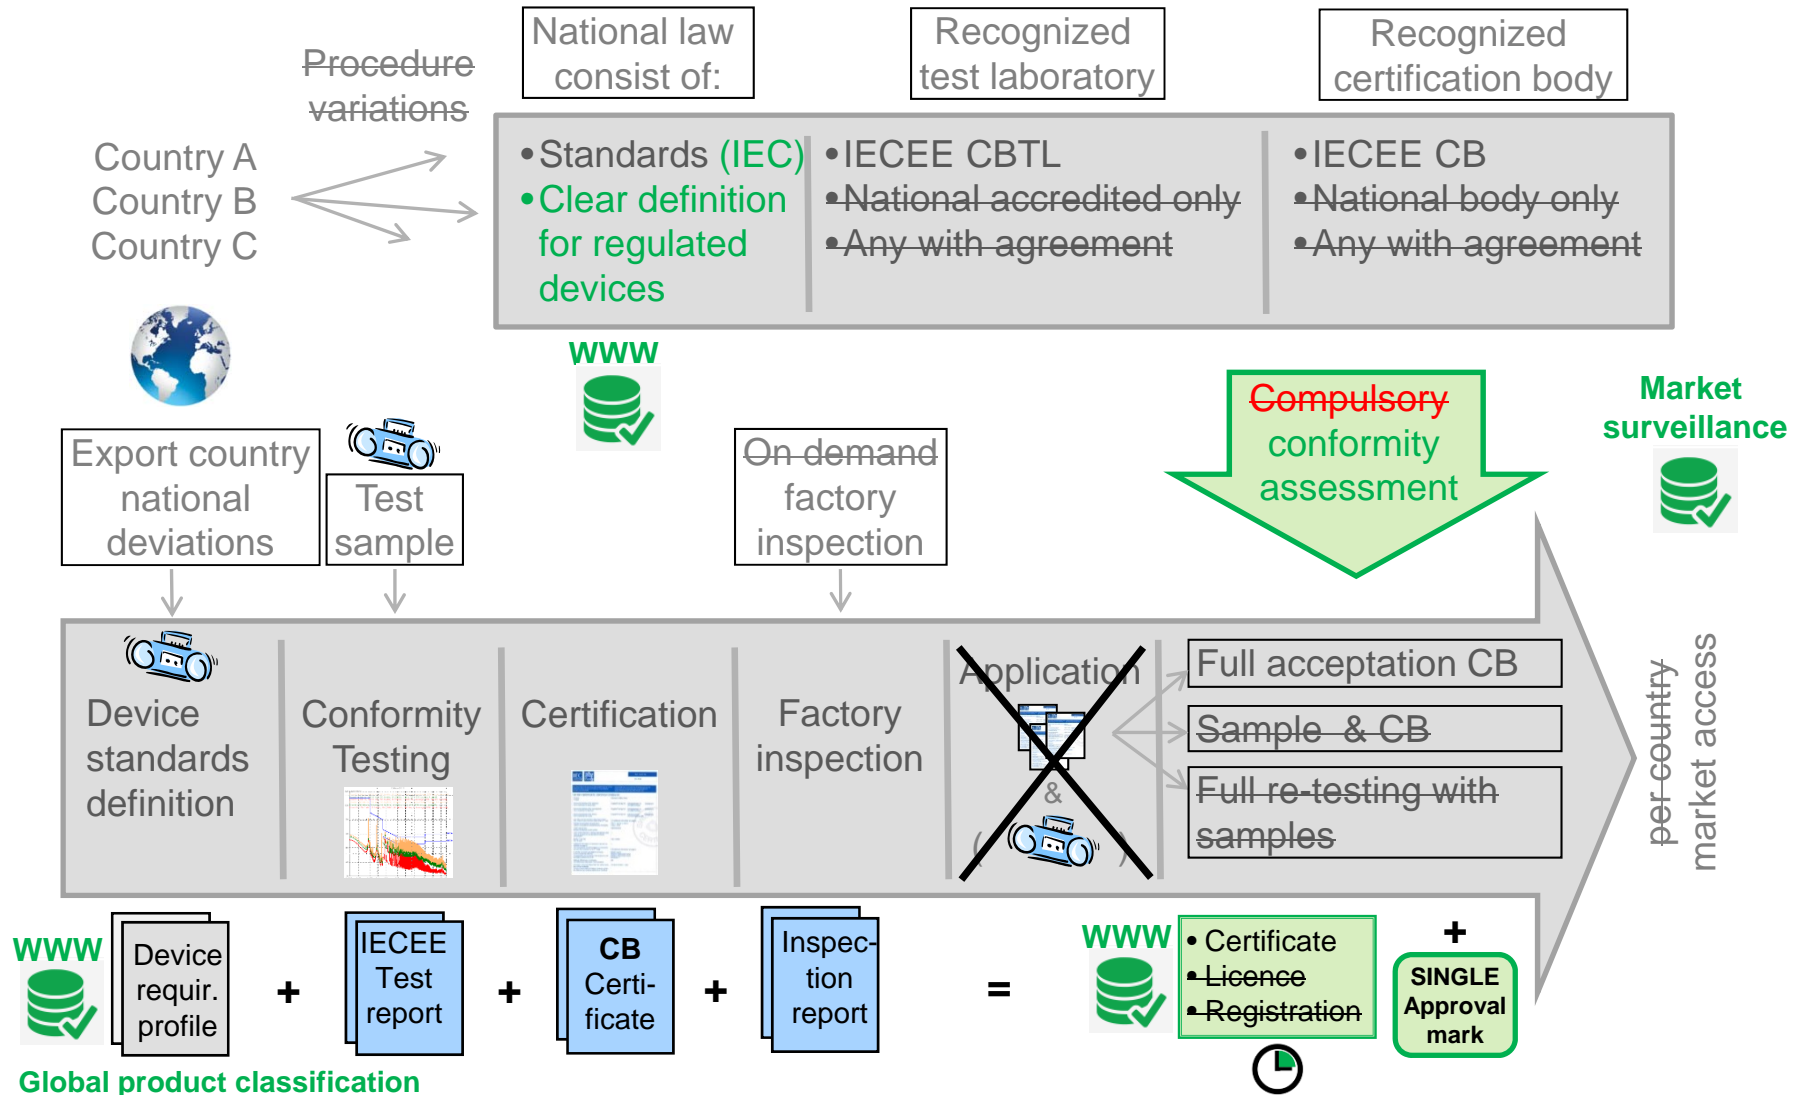 National law
consist of:
Recognized
test laboratory
Recognized
certification body
Procedure
variations
Country A
Country B
Country C
•Standards (IEC)
•Clear definition
for regulated
devices
•IECEE CBTL
•National accredited only
•Any with agreement
•IECEE CB
•National body only
•Any with agreement
www
Compulsory
conformity
assessment
Market
surveillance
Export country
national
deviations
Test
sample
On demand
factory
inspection
Device
standards
definition
Conformity
Testing
Certification
Factory
inspection
Application
&
( )
Full acceptation CB
Sample & CB
Full re-testing with
samples
per country
market access
www
Device
requir.
profile
+
IECEE
Test
report
+
CB
Certi-
ficate
+
Inspec-
tion
report
=
www
• Certificate
• Licence
• Registration
+
SINGLE
Approval
mark
Global product classification